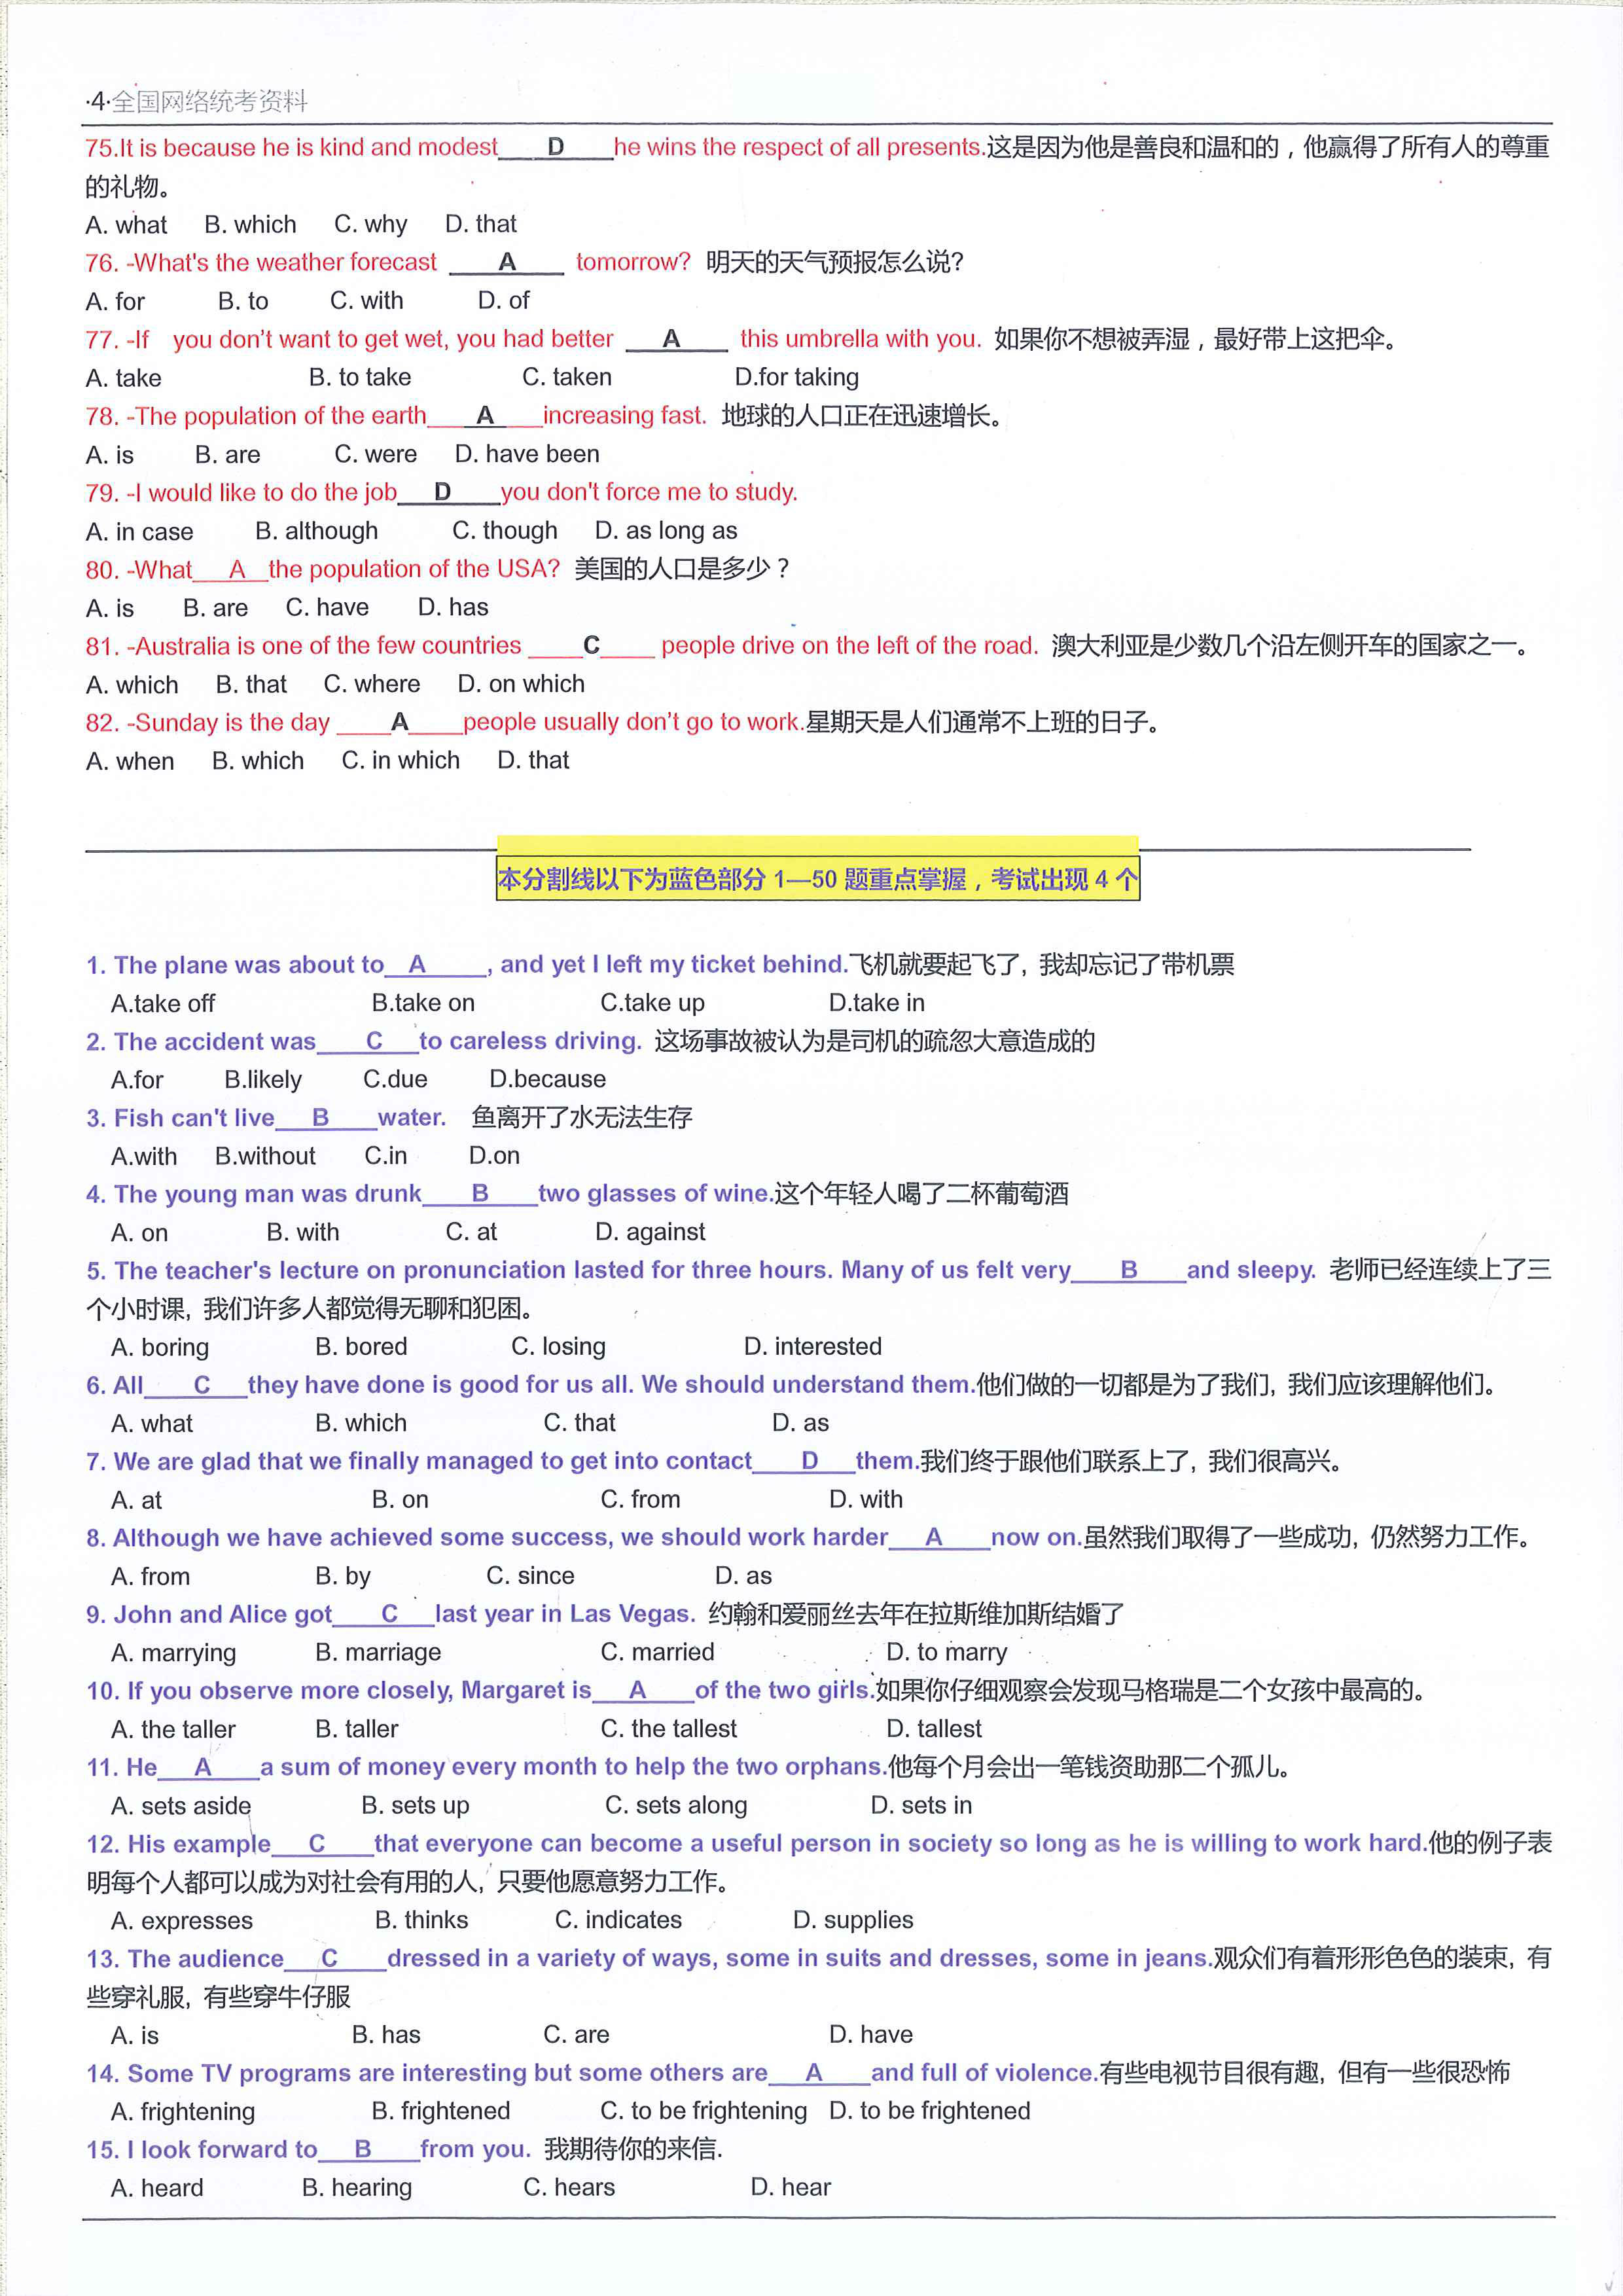 ·4·全国网络统考资料
75.It is because he is kind and modest____D____he wins the respect of all presents.这是因为他是善良和温和的，他赢得了所有人的尊重
的礼物。
A. what B. which C. why D. that
76. -What's the weather forecast ____A____ tomorrow? 明天的天气预报怎么说?
A. for B. to C. with D. of
77. -If you don't want to get wet, you had better ____A____ this umbrella with you. 如果你不想被弄湿，最好带上这把伞。
A. take B. to take C. taken D.for taking
78. -The population of the earth____A____increasing fast. 地球的人口正在迅速增长。
A. is B. are C. were D. have been
79. -I would like to do the job____D____you don't force me to study.
A. in case B. although C. though D. as long as
80. -What____A____the population of the USA? 美国的人口是多少？
A. is B. are C. have D. has
81. -Australia is one of the few countries ____C____ people drive on the left of the road. 澳大利亚是少数几个沿左侧开车的国家之一。
A. which B. that C. where D. on which
82. -Sunday is the day ____A____people usually don't go to work.星期天是人们通常不上班的日子。
A. when B. which C. in which D. that
本分割线以下为蓝色部分 1—50 题重点掌握，考试出现 4 个
1. The plane was about to____A____, and yet I left my ticket behind.飞机就要起飞了, 我却忘记了带机票
A.take off B.take on C.take up D.take in
2. The accident was____C____to careless driving. 这场事故被认为是司机的疏忽大意造成的
A.for B.likely C.due D.because
3. Fish can't live____B____water. 鱼离开了水无法生存
A.with B.without C.in D.on
4. The young man was drunk____B____two glasses of wine.这个年轻人喝了二杯葡萄酒
A. on B. with C. at D. against
5. The teacher's lecture on pronunciation lasted for three hours. Many of us felt very____B____and sleepy. 老师已经连续上了三
个小时课, 我们许多人都觉得无聊和犯困。
A. boring B. bored C. losing D. interested
6. All____C____they have done is good for us all. We should understand them.他们做的一切都是为了我们, 我们应该理解他们。
A. what B. which C. that D. as
7. We are glad that we finally managed to get into contact____D____them.我们终于跟他们联系上了, 我们很高兴。
A. at B. on C. from D. with
8. Although we have achieved some success, we should work harder____A____now on.虽然我们取得了一些成功, 仍然努力工作。
A. from B. by C. since D. as
9. John and Alice got____C____last year in Las Vegas. 约翰和爱丽丝去年在拉斯维加斯结婚了
A. marrying B. marriage C. married D. to marry
10. If you observe more closely, Margaret is____A____of the two girls.如果你仔细观察会发现马格瑞是二个女孩中最高的。
A. the taller B. taller C. the tallest D. tallest
11. He____A____a sum of money every month to help the two orphans.他每个月会出一笔钱资助那二个孤儿。
A. sets aside B. sets up C. sets along D. sets in
12. His example____C____that everyone can become a useful person in society so long as he is willing to work hard.他的例子表
明每个人都可以成为对社会有用的人, 只要他愿意努力工作。
A. expresses B. thinks C. indicates D. supplies
13. The audience____C____dressed in a variety of ways, some in suits and dresses, some in jeans.观众们有着形形色色的装束, 有
些穿礼服, 有些穿牛仔服
A. is B. has C. are D. have
14. Some TV programs are interesting but some others are____A____and full of violence.有些电视节目很有趣, 但有一些很恐怖
A. frightening B. frightened C. to be frightening D. to be frightened
15. I look forward to____B____from you. 我期待你的来信.
A. heard B. hearing C. hears D. hear